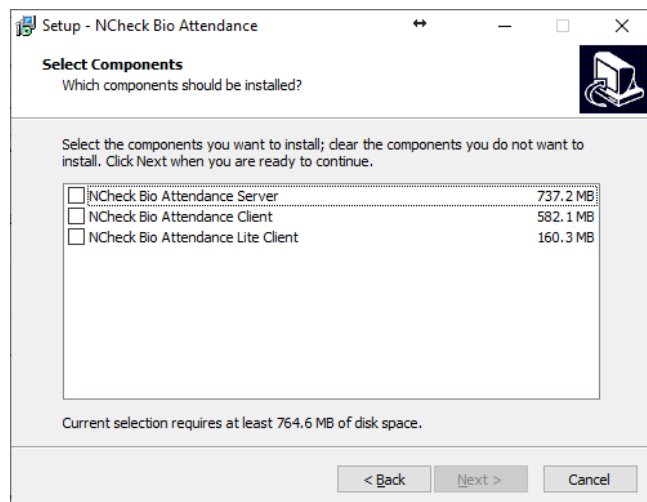 Setup - NCheck Bio Attendance
Select Components
Which components should be installed?
Select the components you want to install; clear the components you do not want to
install. Click Next when you are ready to continue.
NCheck Bio Attendance Server 737.2 MB
NCheck Bio Attendance Client 582.1 MB
NCheck Bio Attendance Lite Client 160.3 MB
Current selection requires at least 764.6 MB of disk space.
< Back Next > Cancel